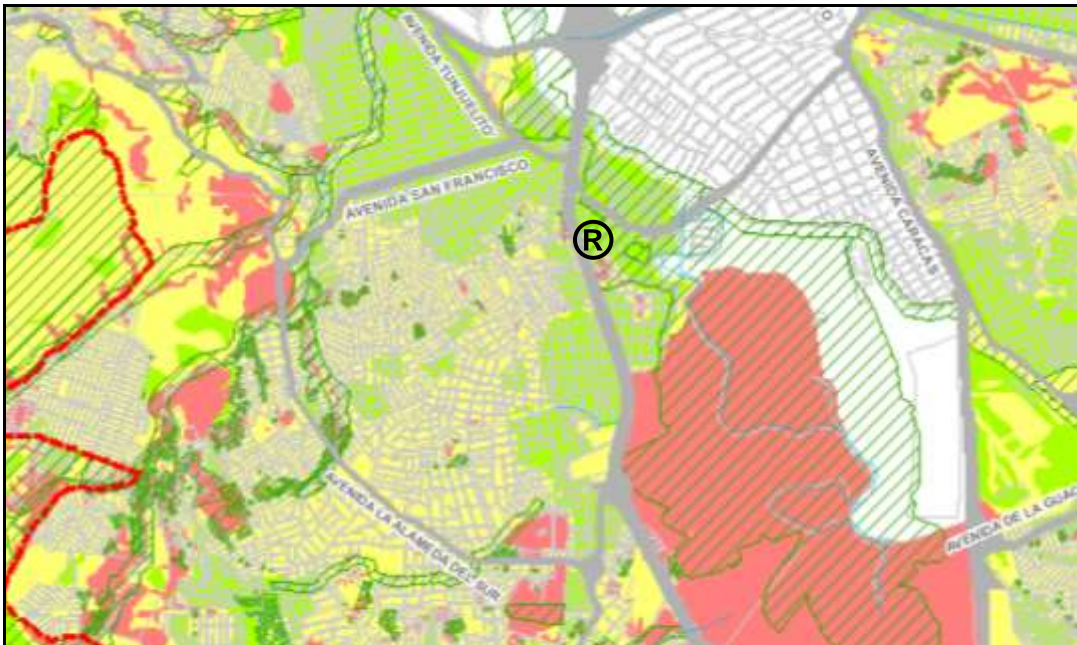 AVENIDA TUNJUELITO
AVENIDA SAN FRANCISCO
®
AVENIDA CARACAS
AVENIDA LA ALAMEDA DEL SUR
AVENIDA DE LA GUAC